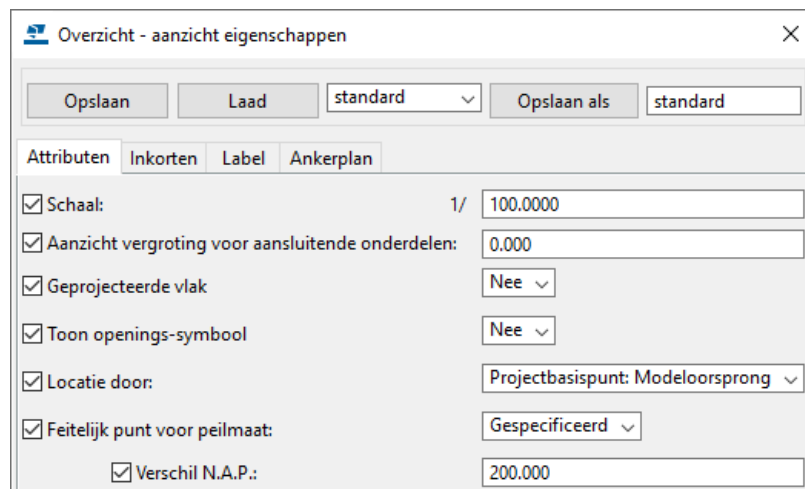 Overzicht - aanzicht eigenschappen
Opslaan Laad standard Opslaan als standard
Attributen Inkorten Label Ankerplan
Schaal: 1/ 100.0000
Aanzicht vergroting voor aansluitende onderdelen: 0.000
Geprojecteerde vlak Nee
Toon openings-symbool Nee
Locatie door: Projectbasispunt: Modeloorsprong
Feitelijk punt voor peilmaat: Gespecificeerd
Verschil N.A.P.: 200.000